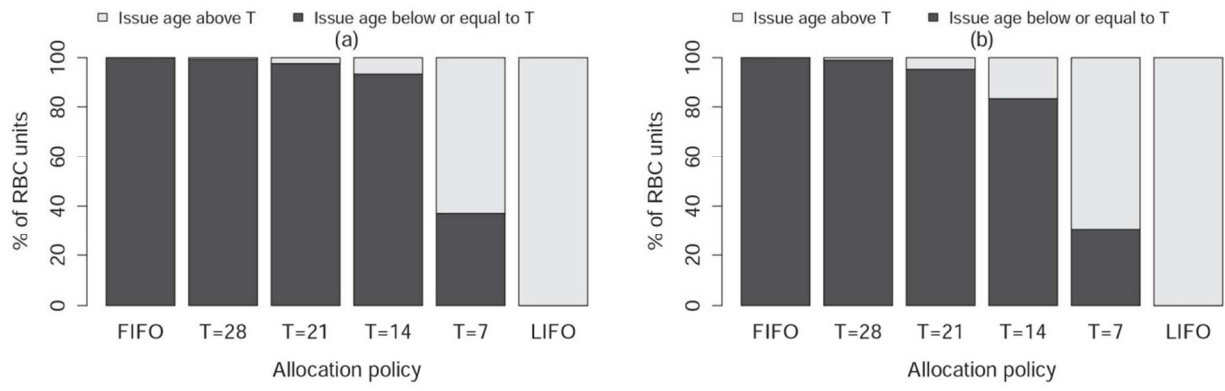 Issue age above T Issue age below or equal to T
(a)
% of RBC units
100
80
60
40
20
0
FIFO T=28 T=21 T=14 T=7 LIFO
Allocation policy
Issue age above T Issue age below or equal to T
(b)
% of RBC units
100
80
60
40
20
0
FIFO T=28 T=21 T=14 T=7 LIFO
Allocation policy